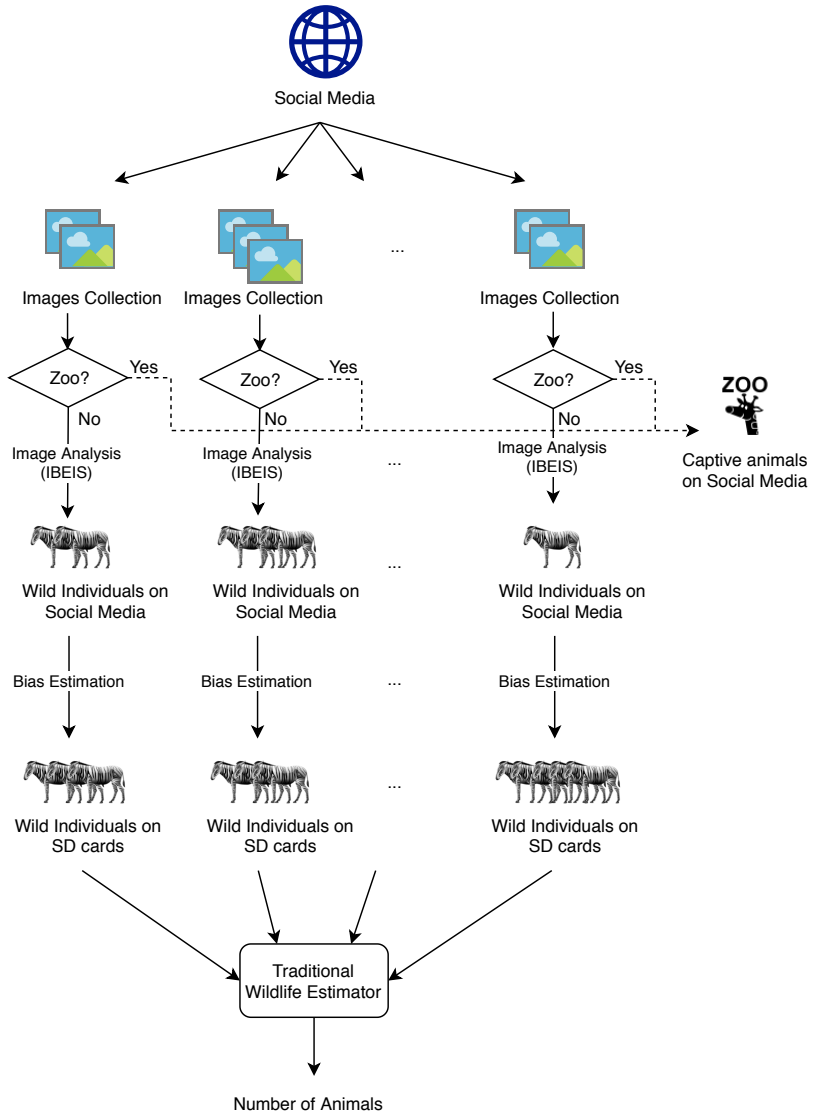 Social Media
...
Images Collection
Images Collection
Images Collection
Zoo?
Yes
Zoo?
Yes
Zoo?
Yes
ZOO
No
No
No
Image Analysis
(IBEIS)
Image Analysis
(IBEIS)
...
Image Analysis
(IBEIS)
Captive animals
on Social Media
...
Wild Individuals on
Social Media
Wild Individuals on
Social Media
Wild Individuals on
Social Media
Bias Estimation
Bias Estimation
...
Bias Estimation
...
Wild Individuals on
SD cards
Wild Individuals on
SD cards
Wild Individuals on
SD cards
Traditional
Wildlife Estimator
Number of Animals